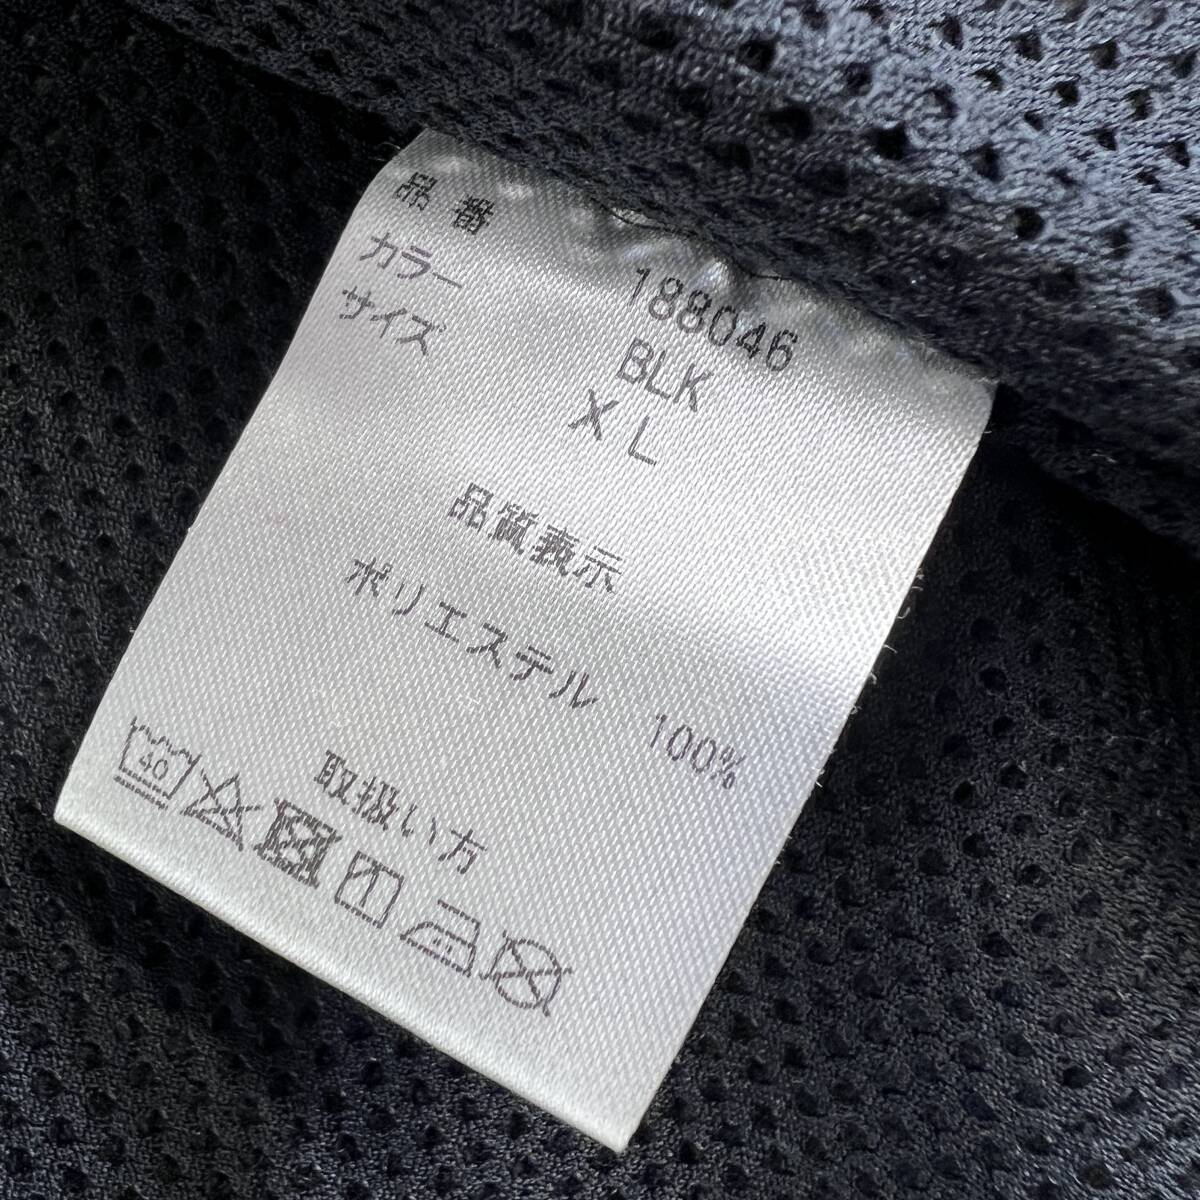 品番 188046
カラー BLK
サイズ XL
品質表示
ポリエステル 100%
取扱い方
40